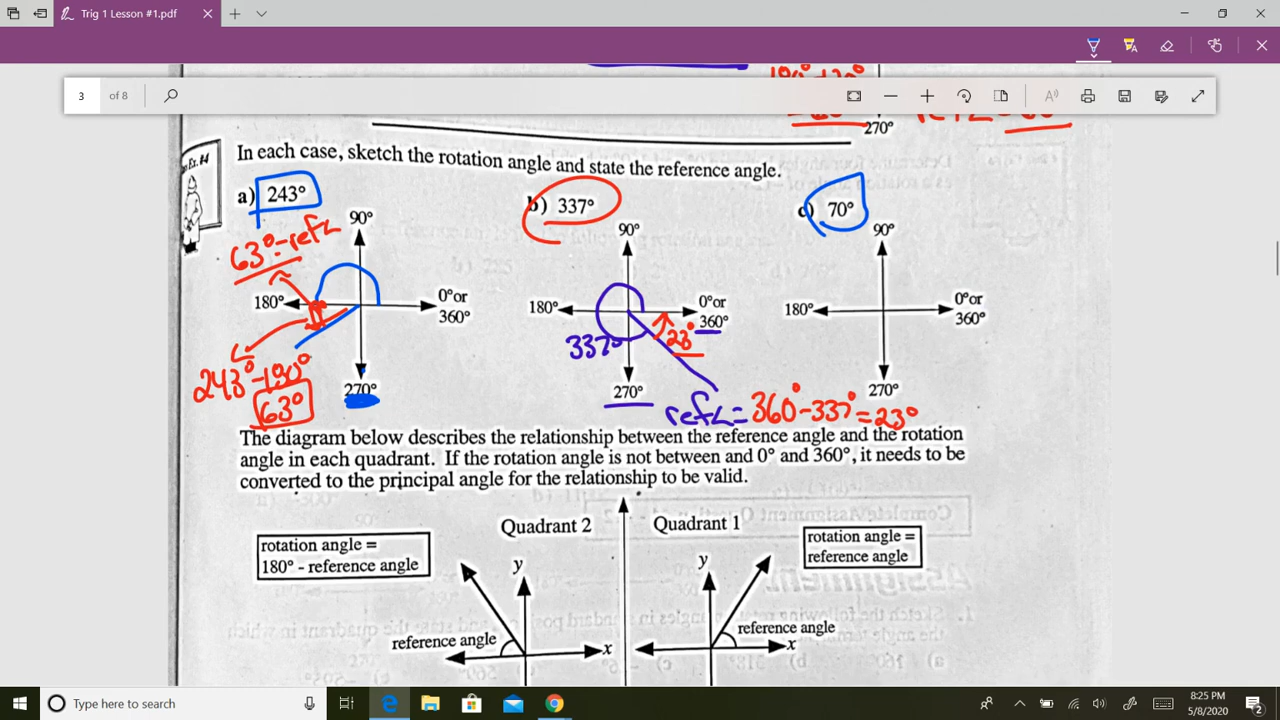 Trig 1 Lesson #1.pdf
3 of 8
270°
Ex. #4
In each case, sketch the rotation angle and state the reference angle.
a) 243°
b) 337°
c) 70°
63° - ref∠
90°
180°
0° or
360°
270°
243° - 180°
63°
90°
180°
0° or
360°
270°
337°
23°
ref∠ = 360° - 337° = 23°
90°
180°
0° or
360°
270°
The diagram below describes the relationship between the reference angle and the rotation
angle in each quadrant. If the rotation angle is not between and 0° and 360°, it needs to be
converted to the principal angle for the relationship to be valid.
Quadrant 2
Quadrant 1
rotation angle =
180° - reference angle
rotation angle =
reference angle
y
reference angle
x
y
reference angle
x
Type here to search
8:25 PM
5/8/2020
2